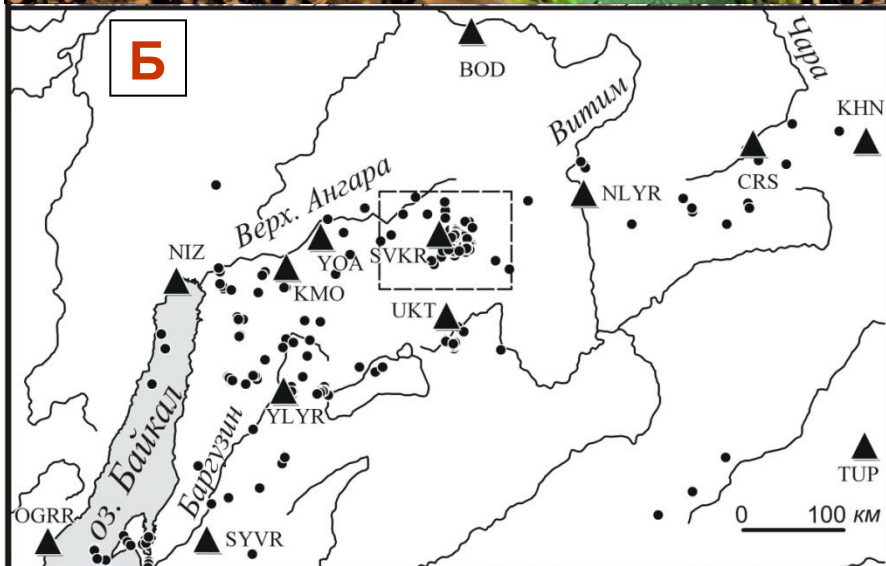 Б
BOD
Чара
KHN
Витим
CRS
Верх. Ангара
NLYR
NIZ
YOA
SVKR
KMO
UKT
оз. Байкал
Баргузин
YLYR
TUP
OGRR
SYVR
0 100 км